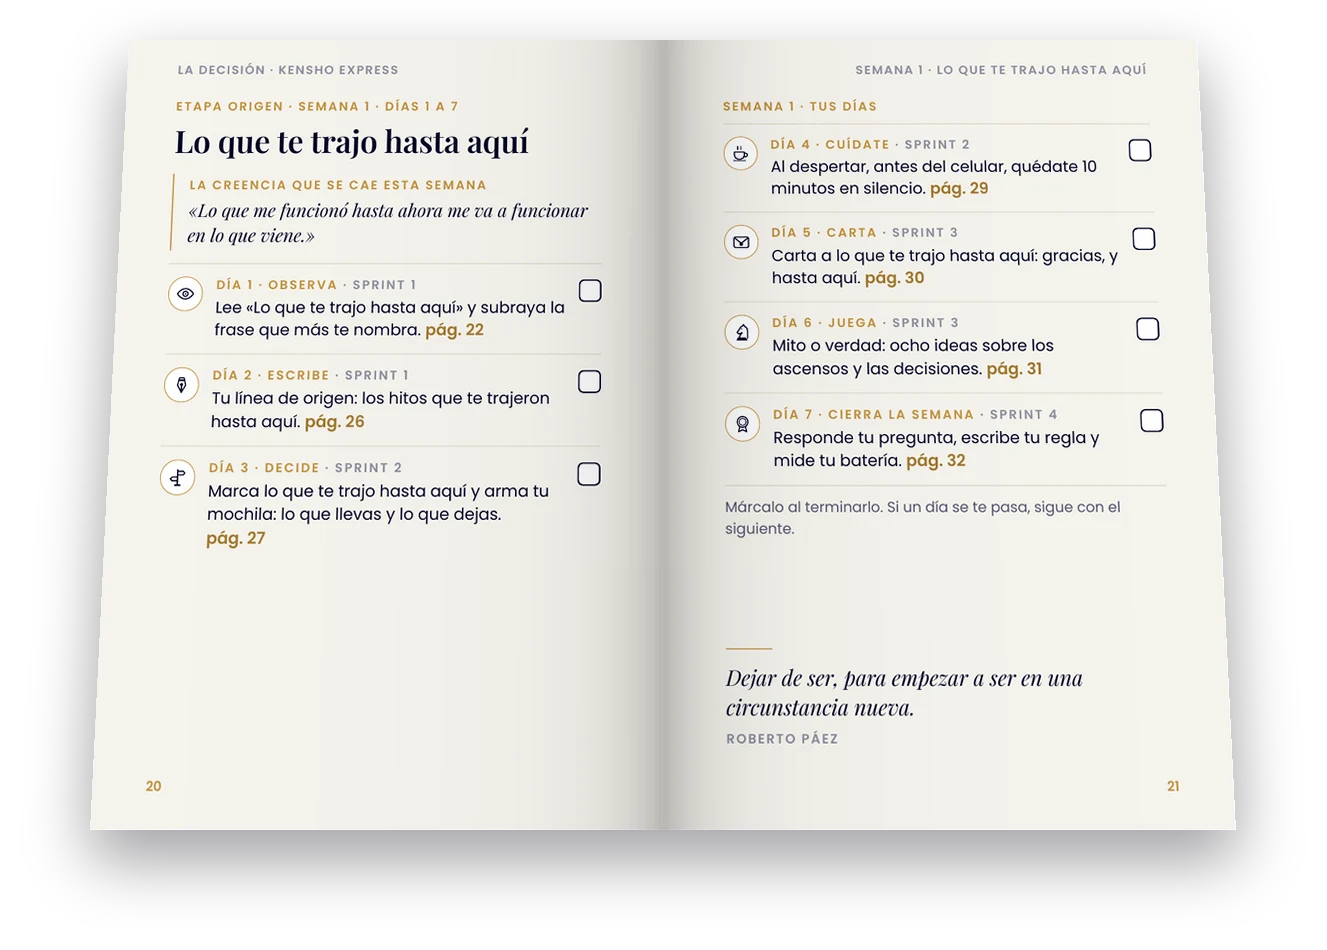 LA DECISIÓN · KENSHO EXPRESS
ETAPA ORIGEN · SEMANA 1 · DÍAS 1 A 7
Lo que te trajo hasta aquí
LA CREENCIA QUE SE CAE ESTA SEMANA
«Lo que me funcionó hasta ahora me va a funcionar
en lo que viene.»
DÍA 1 · OBSERVA · SPRINT 1
Lee «Lo que te trajo hasta aquí» y subraya la
frase que más te nombra. pág. 22
DÍA 2 · ESCRIBE · SPRINT 1
Tu línea de origen: los hitos que te trajeron
hasta aquí. pág. 26
DÍA 3 · DECIDE · SPRINT 2
Marca lo que te trajo hasta aquí y arma tu
mochila: lo que llevas y lo que dejas.
pág. 27
20
SEMANA 1 · LO QUE TE TRAJO HASTA AQUÍ
SEMANA 1 · TUS DÍAS
DÍA 4 · CUÍDATE · SPRINT 2
Al despertar, antes del celular, quédate 10
minutos en silencio. pág. 29
DÍA 5 · CARTA · SPRINT 3
Carta a lo que te trajo hasta aquí: gracias, y
hasta aquí. pág. 30
DÍA 6 · JUEGA · SPRINT 3
Mito o verdad: ocho ideas sobre los
ascensos y las decisiones. pág. 31
DÍA 7 · CIERRA LA SEMANA · SPRINT 4
Responde tu pregunta, escribe tu regla y
mide tu batería. pág. 32
Márcalo al terminarlo. Si un día se te pasa, sigue con el
siguiente.
Dejar de ser, para empezar a ser en una
circunstancia nueva.
ROBERTO PÁEZ
21